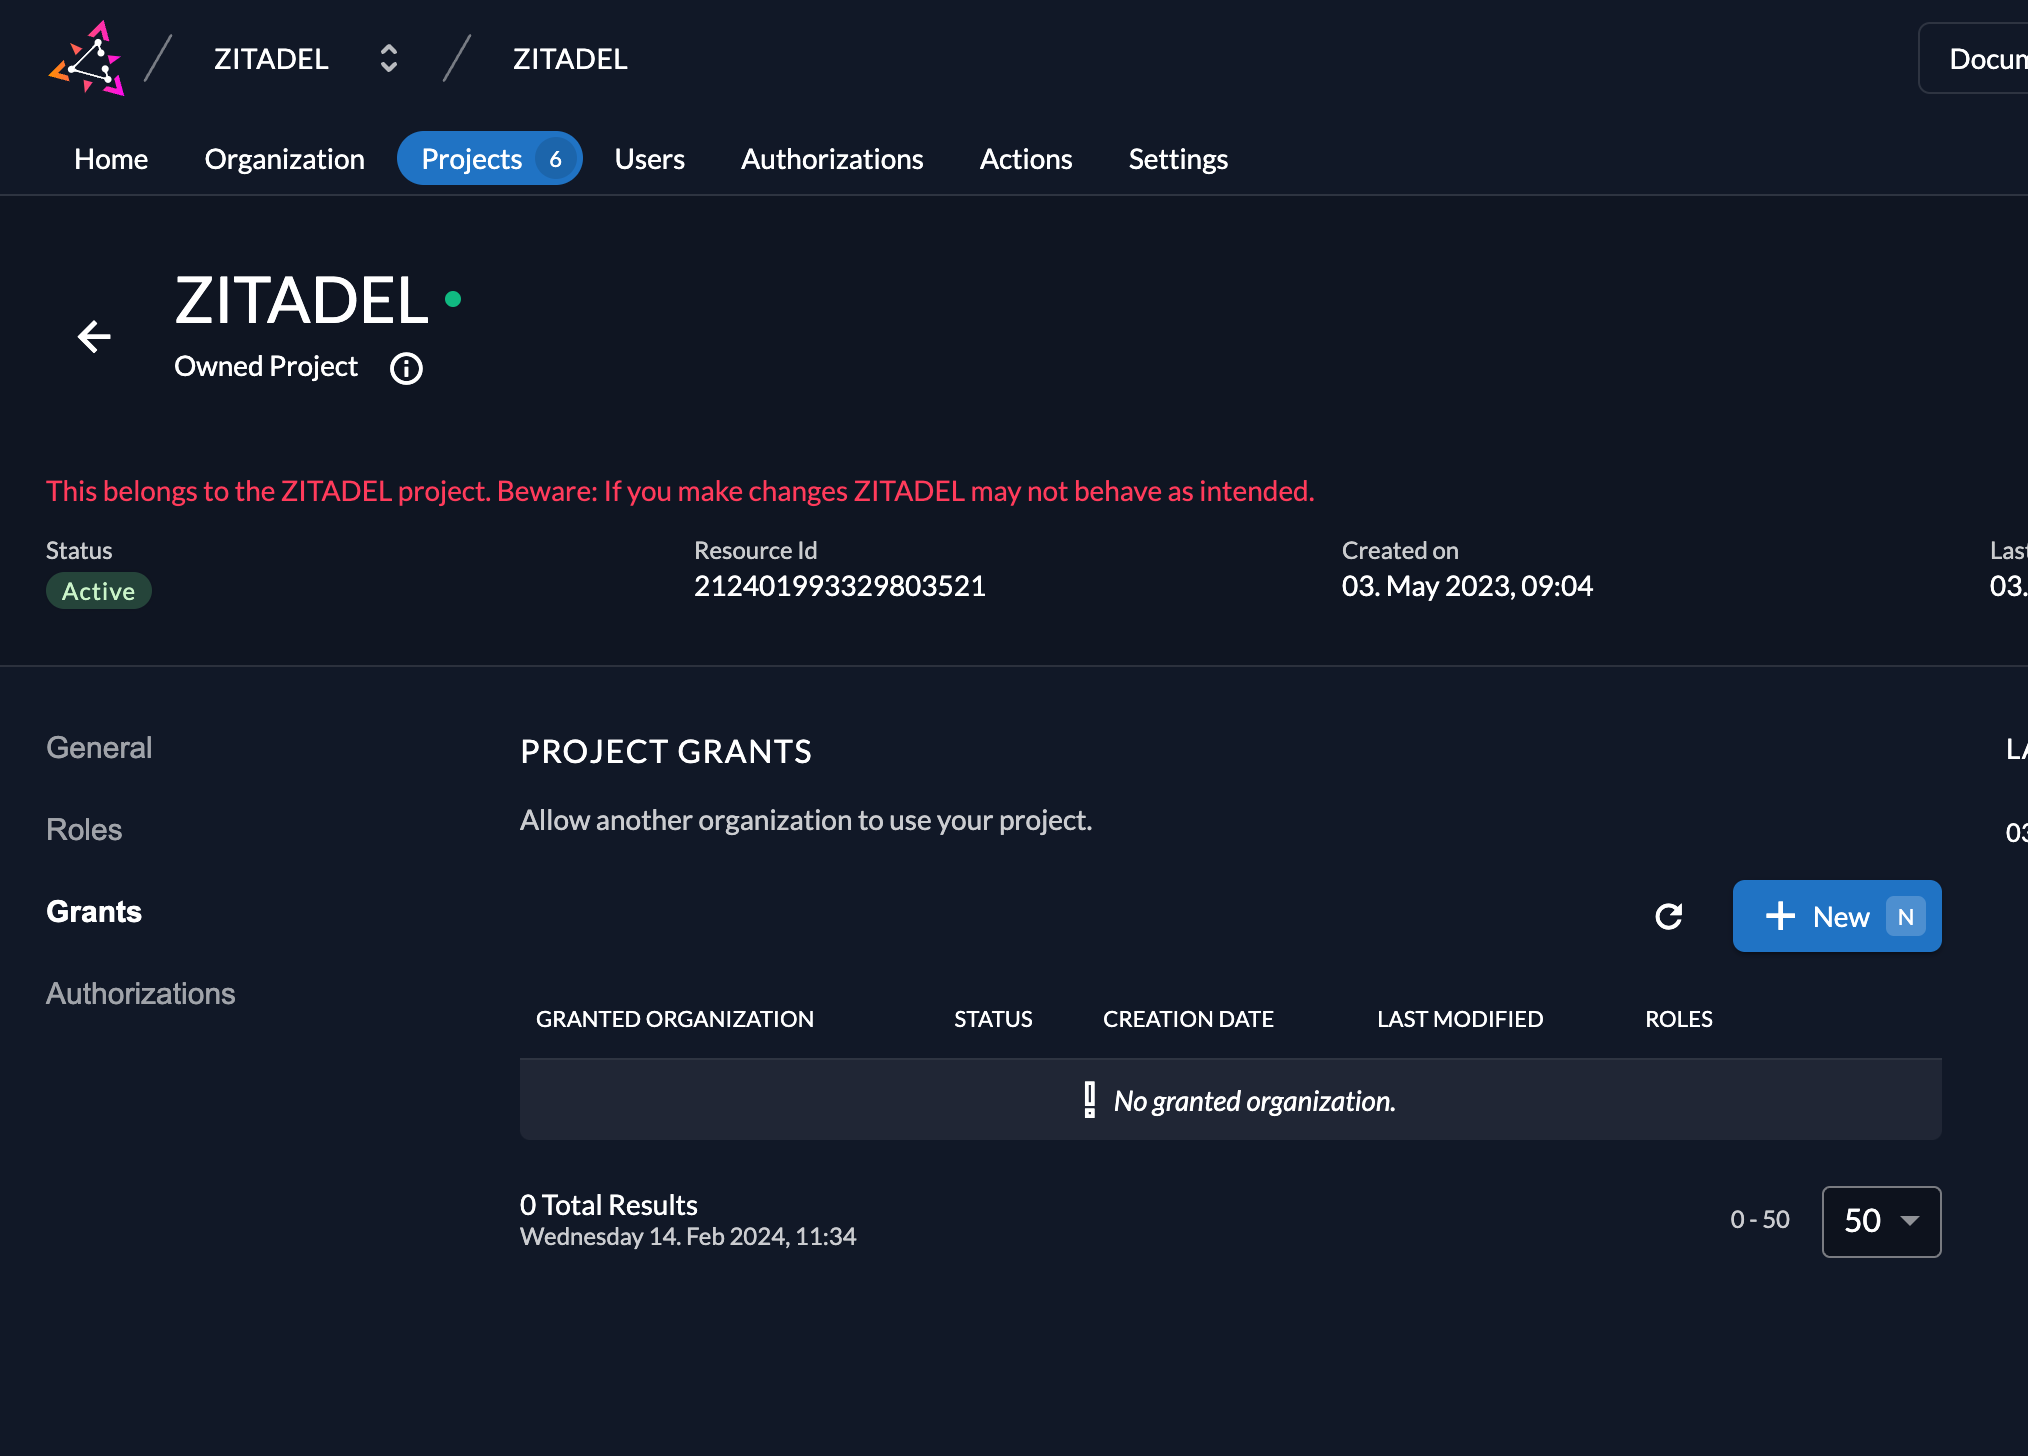 ZITADEL ZITADEL
Docum
Home Organization Projects 6 Users Authorizations Actions Settings
ZITADEL
Owned Project
This belongs to the ZITADEL project. Beware: If you make changes ZITADEL may not behave as intended.
Status Resource Id Created on Last
Active 212401993329803521 03. May 2023, 09:04 03.
General
Roles
Grants
Authorizations
PROJECT GRANTS
Allow another organization to use your project.
New N
GRANTED ORGANIZATION STATUS CREATION DATE LAST MODIFIED ROLES
No granted organization.
0 Total Results
Wednesday 14. Feb 2024, 11:34
0 - 50 50
LA
03